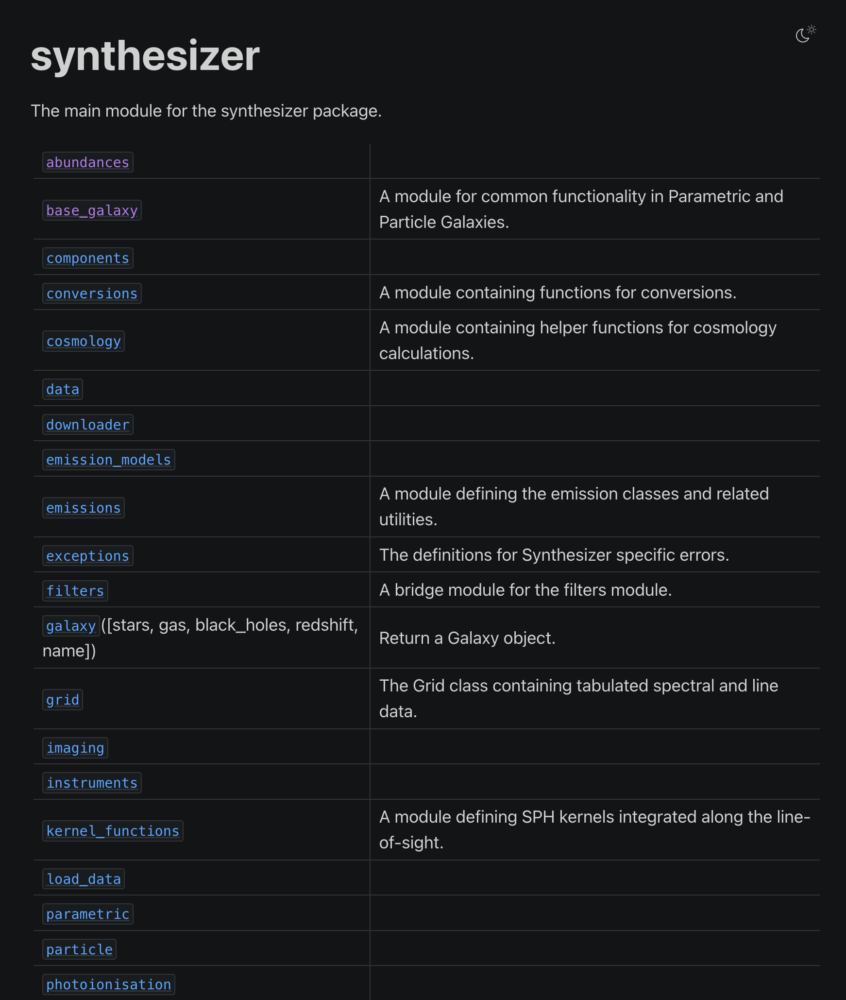 synthesizer
The main module for the synthesizer package.
abundances
base_galaxy
A module for common functionality in Parametric and
Particle Galaxies.
components
conversions
A module containing functions for conversions.
cosmology
A module containing helper functions for cosmology
calculations.
data
downloader
emission_models
emissions
A module defining the emission classes and related
utilities.
exceptions
The definitions for Synthesizer specific errors.
filters
A bridge module for the filters module.
galaxy([stars, gas, black_holes, redshift,
name])
Return a Galaxy object.
grid
The Grid class containing tabulated spectral and line
data.
imaging
instruments
kernel_functions
A module defining SPH kernels integrated along the line-
of-sight.
load_data
parametric
particle
photoionisation